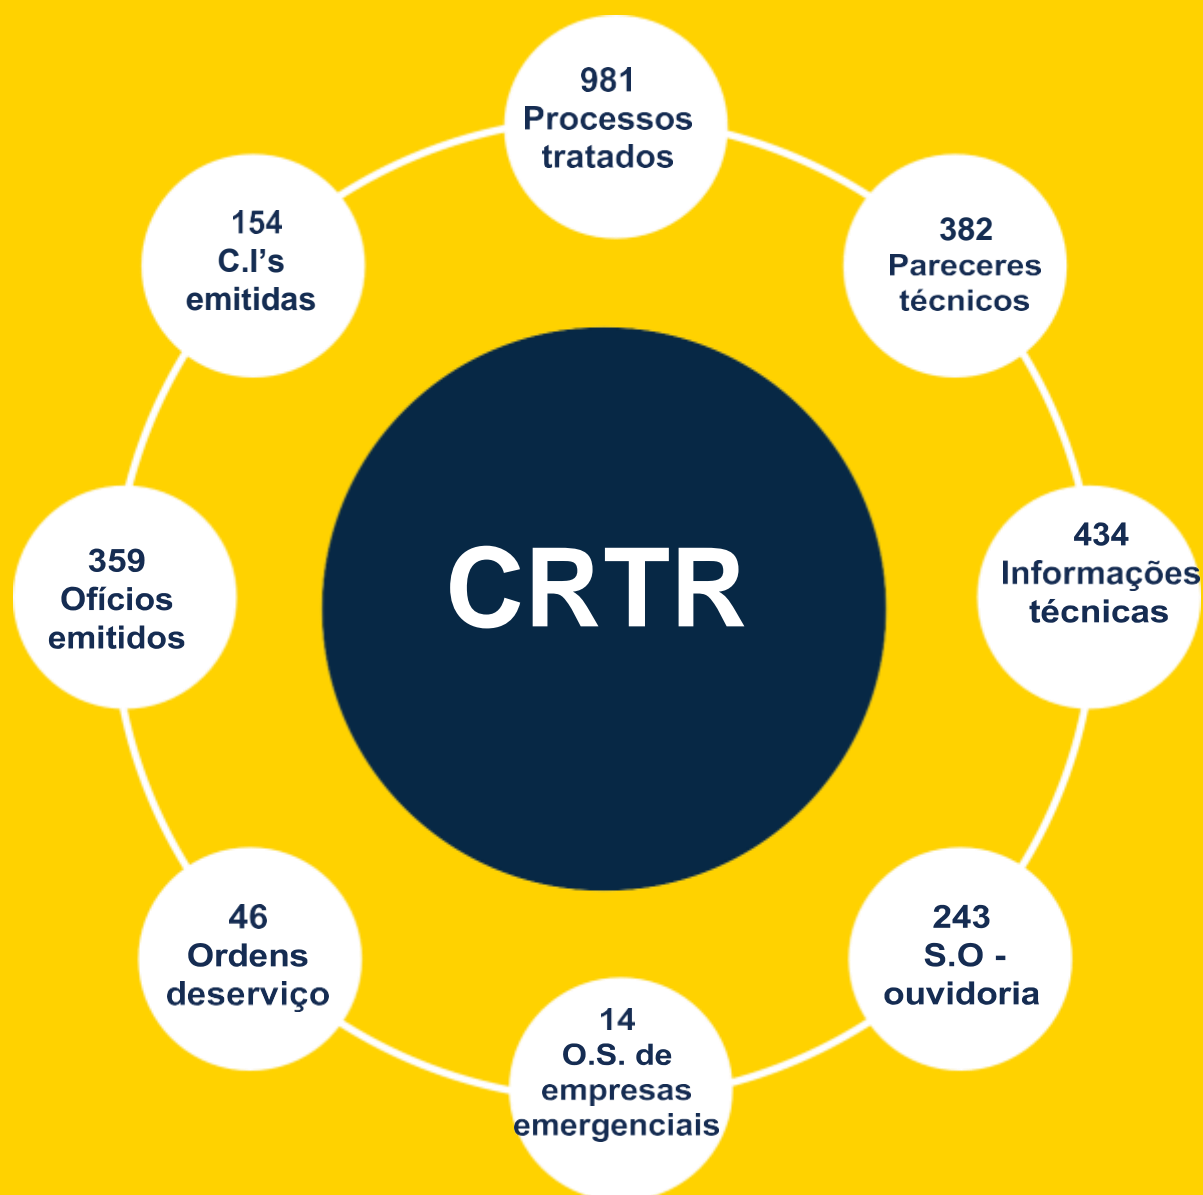 981
Processos
tratados
382
Pareceres
técnicos
434
Informações
técnicas
243
S.O -
ouvidoria
14
O.S. de
empresas
emergenciais
46
Ordens
deserviço
359
Ofícios
emitidos
154
C.I’s
emitidas
CRTR